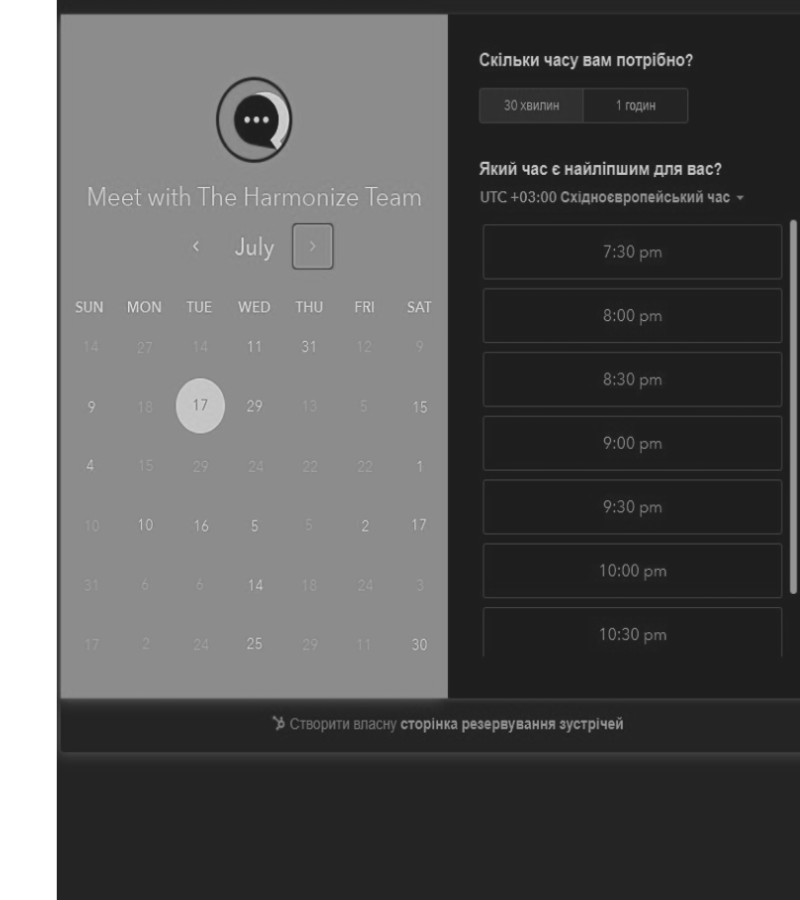 Meet with The Harmonize Team
July
SUN MON TUE WED THU FRI SAT
14 27 14 11 31 12 9
9 18 17 29 13 5 15
4 15 29 24 22 22 1
10 10 16 5 5 2 17
31 6 6 14 18 24 3
17 2 24 25 29 11 30
Скільки часу вам потрібно?
30 хвилин 1 годин
Який час є найліпшим для вас?
UTC +03:00 Східноєвропейський час
7:30 pm
8:00 pm
8:30 pm
9:00 pm
9:30 pm
10:00 pm
10:30 pm
Створити власну сторінка резервування зустрічей